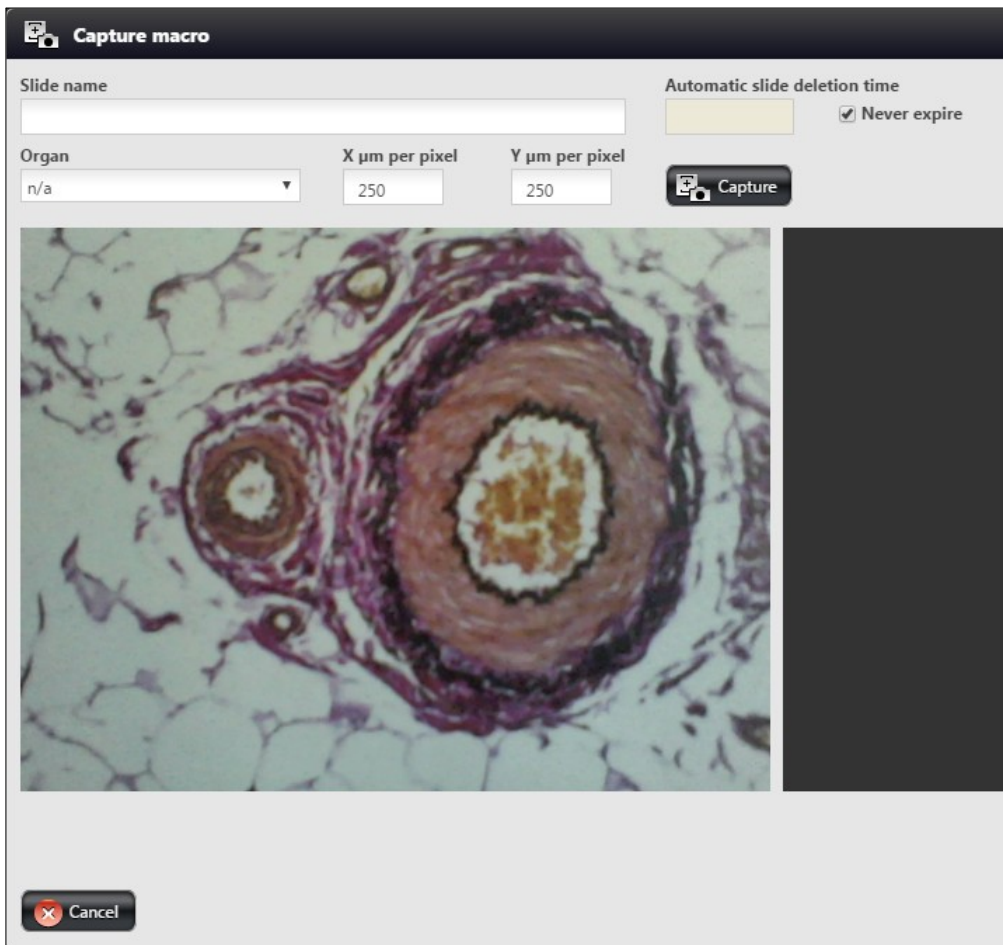 Capture macro
Slide name
Automatic slide deletion time
Never expire
Organ
X µm per pixel
Y µm per pixel
n/a
250
250
Capture
Cancel